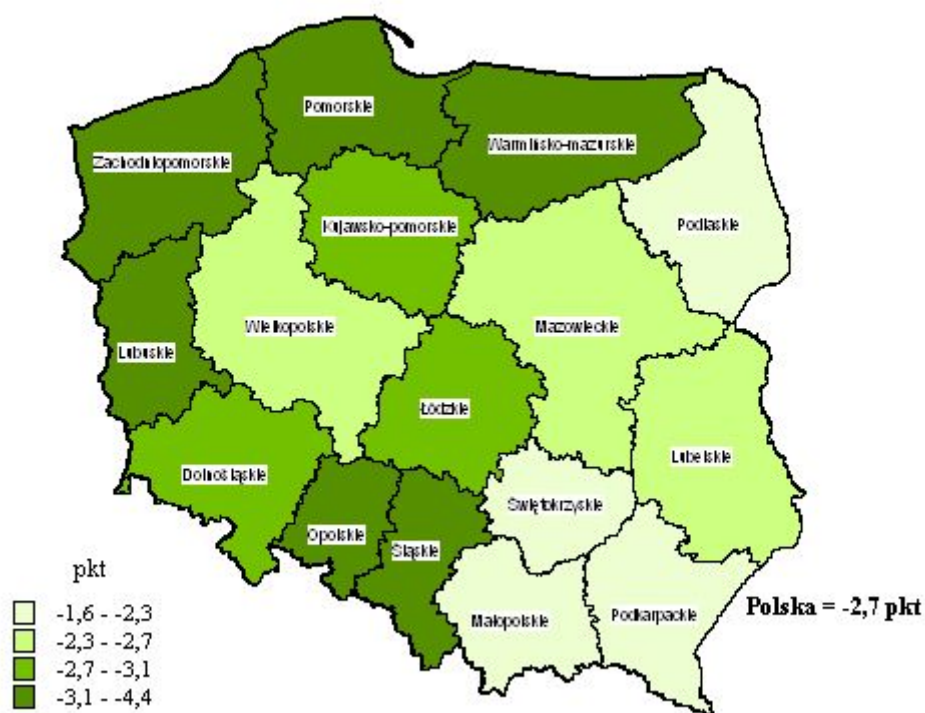 Pomorskie
Warmińsko-mazurskie
Zachodniopomorskie
Podlaskie
Kujawsko-pomorskie
Wielkopolskie
Mazowieckie
Lubuskie
Łódzkie
Lubelskie
Dolnośląskie
Świętokrzyskie
Opolskie
Śląskie
Małopolskie
Podkarpackie
Polska = -2,7 pkt
pkt
-1,6 - -2,3
-2,3 - -2,7
-2,7 - -3,1
-3,1 - -4,4